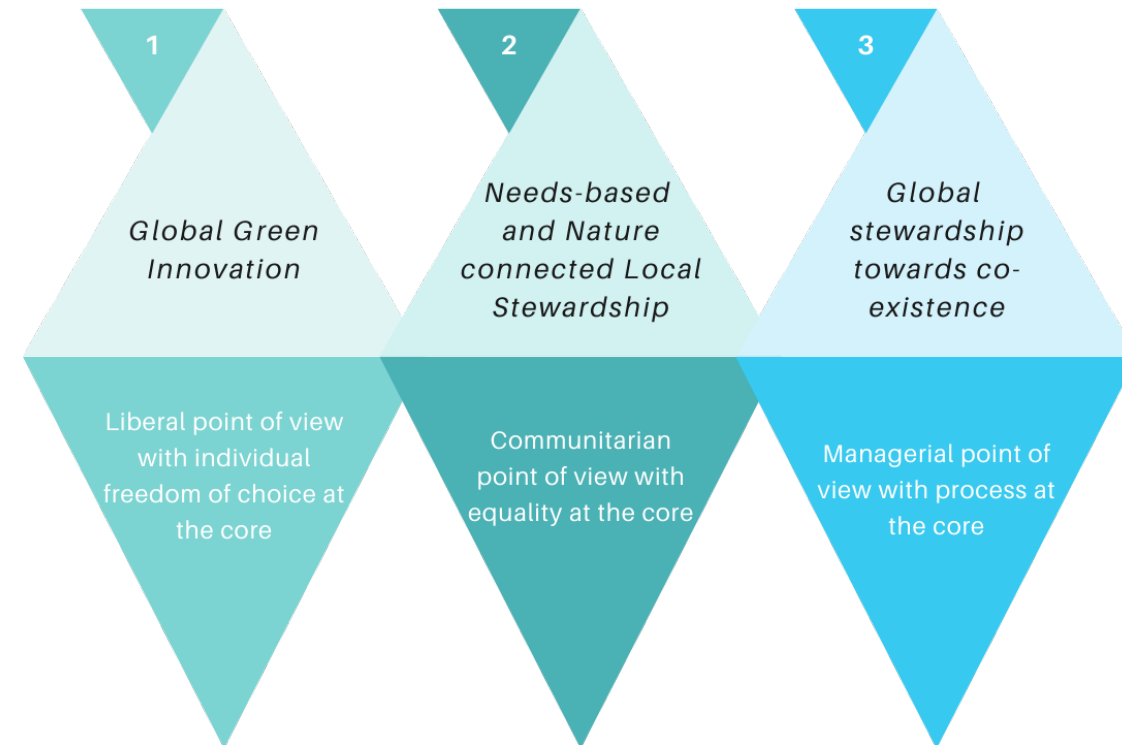 1
Global Green
Innovation
Liberal point of view
with individual
freedom of choice at
the core
2
Needs-based
and Nature
connected Local
Stewardship
Communitarian
point of view with
equality at the core
3
Global
stewardship
towards co-
existence
Managerial point of
view with process at
the core